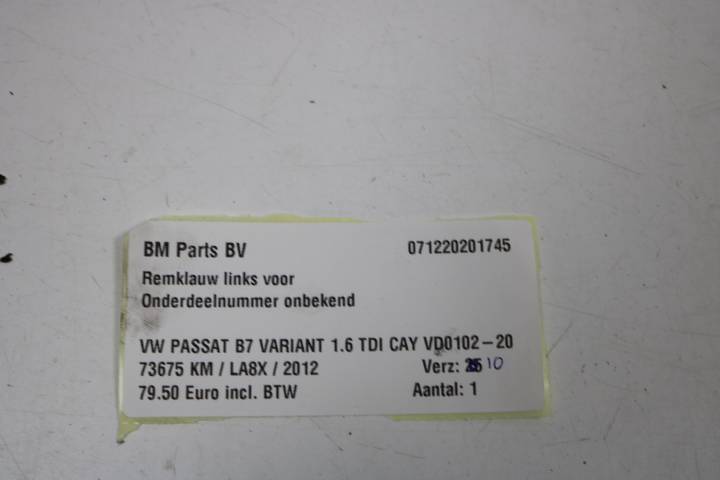 BM Parts BV 071220201745
Remklauw links voor
Onderdeelnummer onbekend
VW PASSAT B7 VARIANT 1.6 TDI CAY VD0102-20
73675 KM / LA8X / 2012 Verz: 10
79.50 Euro incl. BTW Aantal: 1